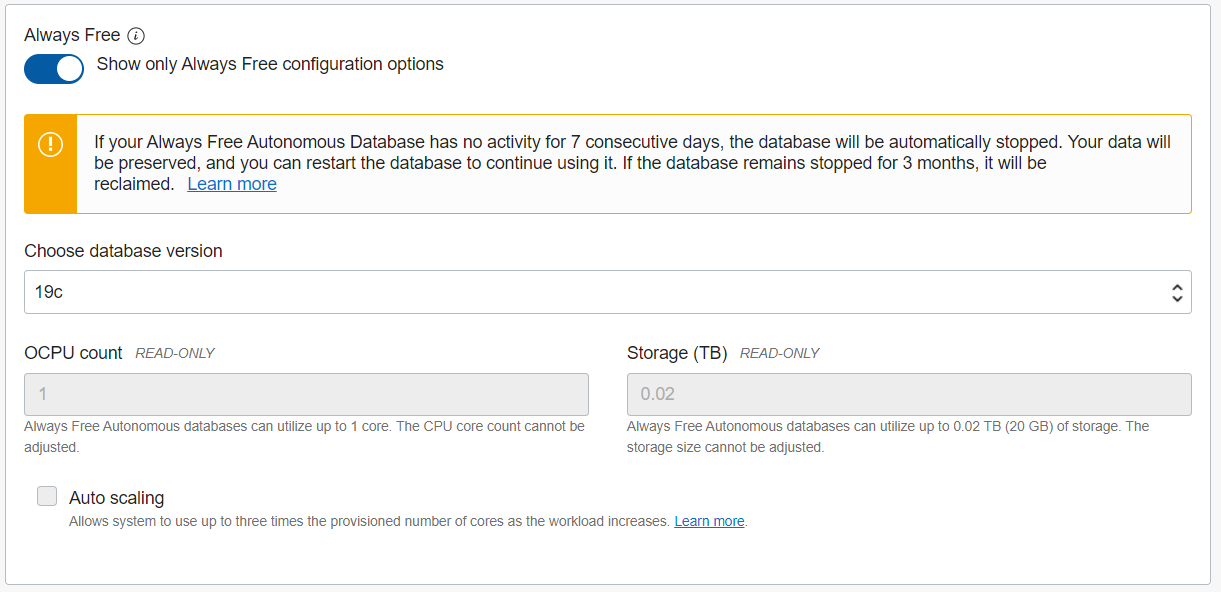 Always Free
Show only Always Free configuration options
If your Always Free Autonomous Database has no activity for 7 consecutive days, the database will be automatically stopped. Your data will
be preserved, and you can restart the database to continue using it. If the database remains stopped for 3 months, it will be
reclaimed. Learn more
Choose database version
19c
OCPU count READ-ONLY
1
Always Free Autonomous databases can utilize up to 1 core. The CPU core count cannot be
adjusted.
Storage (TB) READ-ONLY
0.02
Always Free Autonomous databases can utilize up to 0.02 TB (20 GB) of storage. The
storage size cannot be adjusted.
Auto scaling
Allows system to use up to three times the provisioned number of cores as the workload increases. Learn more.